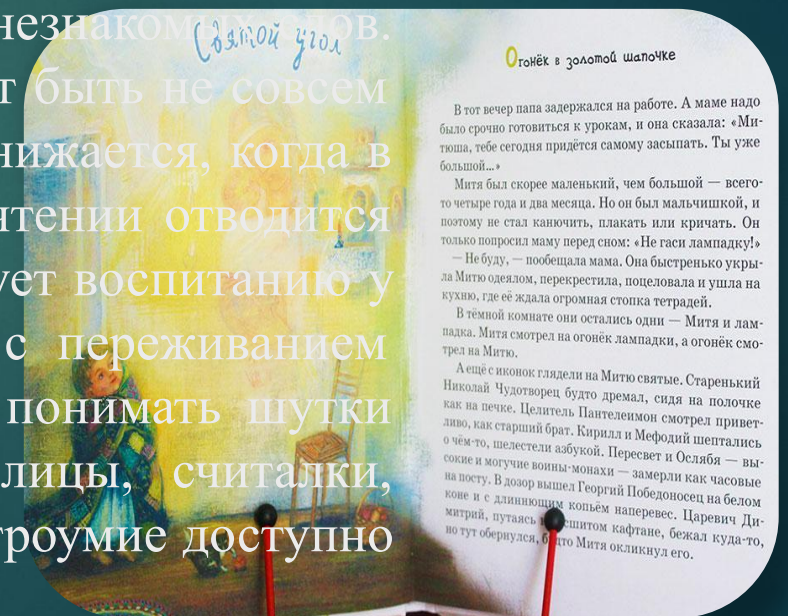 незнакомых слов.
т быть не совсем
нижается, когда в
чтении отводится
ует воспитанию у
с переживанием
понимать шутки
лицы, считалки,
троумие доступно
Святой угол
Огонёк в золотой шапочке
В тот вечер папа задержался на работе. А маме надо
было срочно готовиться к урокам, и она сказала: «Ми-
тюша, тебе сегодня придётся самому засыпать. Ты уже
большой...»
Митя был скорее маленький, чем большой — всего-
то четыре года и два месяца. Но он был мальчишкой, и
поэтому не стал канючить, плакать или кричать. Он
только попросил маму перед сном: «Не гаси лампадку!»
— Не буду, — пообещала мама. Она быстренько укры-
ла Митю одеялом, перекрестила, поцеловала и ушла на
кухню, где её ждала огромная стопка тетрадей.
В тёмной комнате они остались одни — Митя и лам-
падка. Митя смотрел на огонёк лампадки, а огонёк смо-
трел на Митю.
А ещё с иконок глядели на Митю святые. Старенький
Николай Чудотворец будто дремал, сидя на полочке
как на печке. Целитель Пантелеимон смотрел привет-
ливо, как старший брат. Кирилл и Мефодий шептались
о чём-то, шелестели азбукой. Пересвет и Ослябя — вы-
сокие и могучие воины-монахи — замерли как часовые
на посту. В дозор вышел Георгий Победоносец на белом
коне и с длиннющим копьём наперевес. Царевич Ди-
митрий, путаясь в расшитом кафтане, бежал куда-то,
но тут обернулся, будто Митя окликнул его.